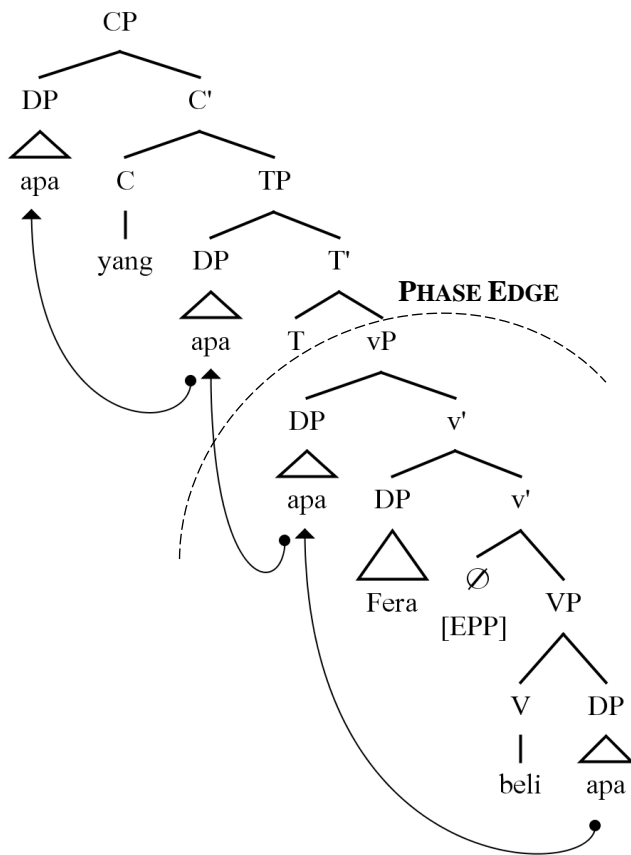 CP
DP C'
apa C TP
yang DP T'
PHASE EDGE
apa T vP
DP v'
apa DP v'
Fera ∅ VP
[EPP]
V DP
beli apa